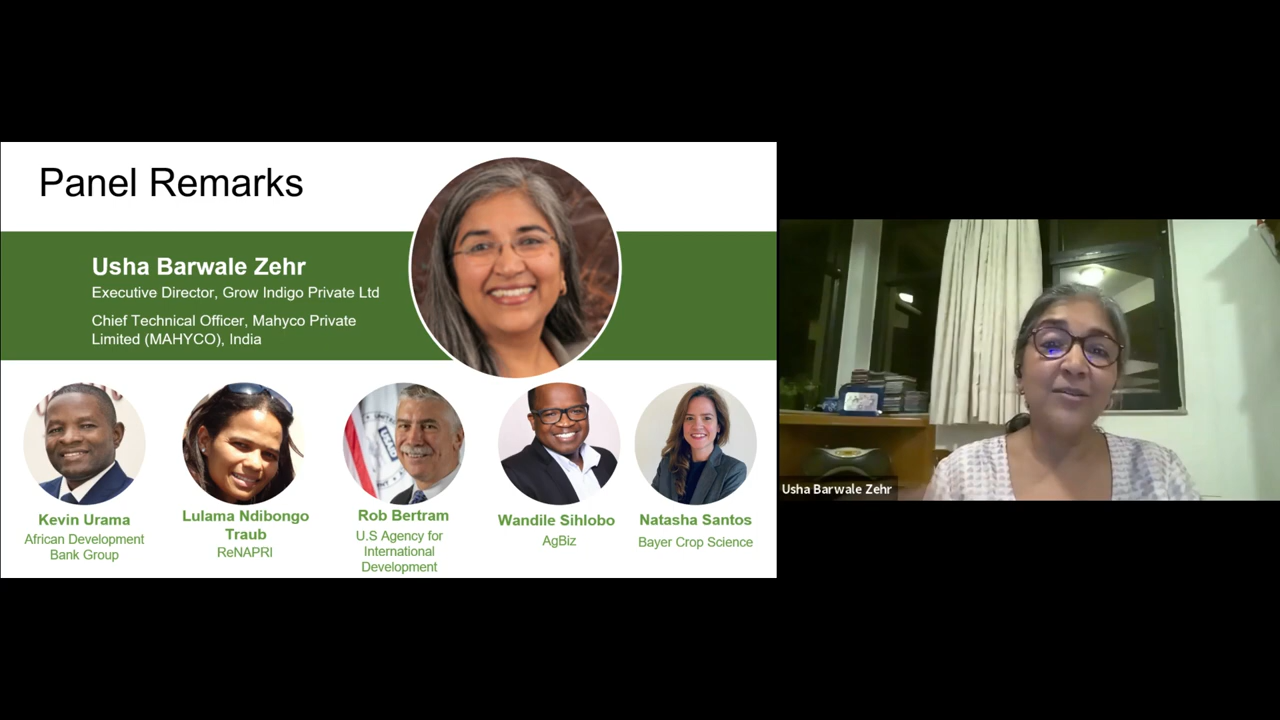 Panel Remarks
Usha Barwale Zehr
Executive Director, Grow Indigo Private Ltd
Chief Technical Officer, Mahyco Private
Limited (MAHYCO), India
Kevin Urama
African Development
Bank Group
Lulama Ndibongo
Traub
ReNAPRI
Rob Bertram
U.S Agency for
International
Development
Wandile Sihlobo
AgBiz
Natasha Santos
Bayer Crop Science
Usha Barwale Zehr